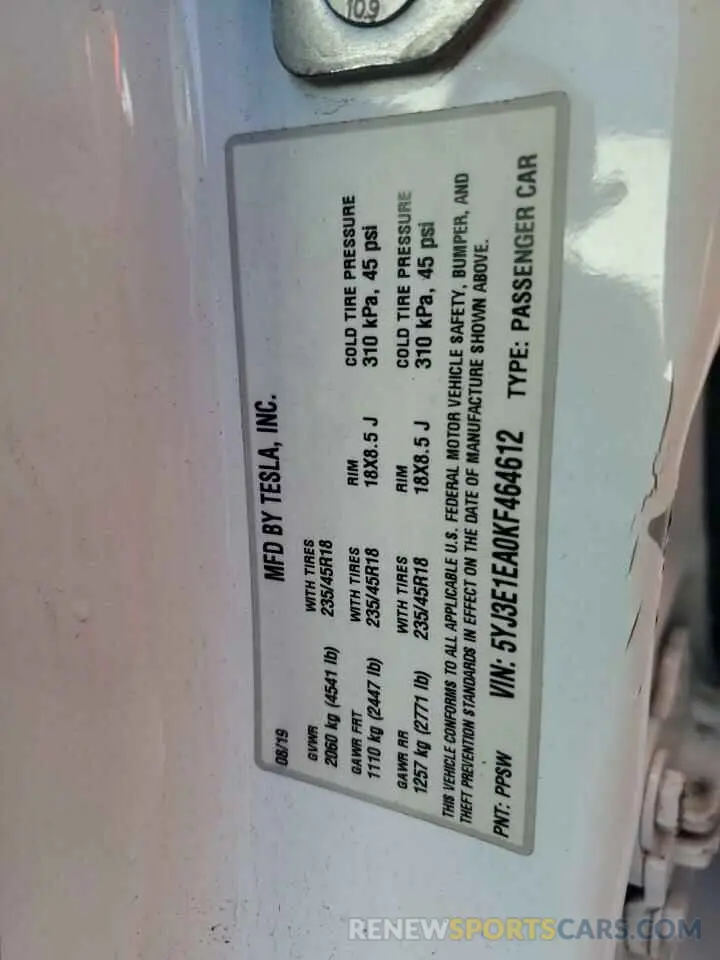 10.9
MFD BY TESLA, INC.
08/19
GVWR WITH TIRES
2060 kg (4541 lb) 235/45R18
GAWR FRT WITH TIRES RIM COLD TIRE PRESSURE
1110 kg (2447 lb) 235/45R18 18X8.5 J 310 kPa, 45 psi
GAWR RR WITH TIRES RIM COLD TIRE PRESSURE
1257 kg (2771 lb) 235/45R18 18X8.5 J 310 kPa, 45 psi
THIS VEHICLE CONFORMS TO ALL APPLICABLE U.S. FEDERAL MOTOR VEHICLE SAFETY, BUMPER, AND
THEFT PREVENTION STANDARDS IN EFFECT ON THE DATE OF MANUFACTURE SHOWN ABOVE.
PNT: PPSW VIN: 5YJ3E1EA0KF464612 TYPE: PASSENGER CAR
RENEWSPORTSCARS.COM